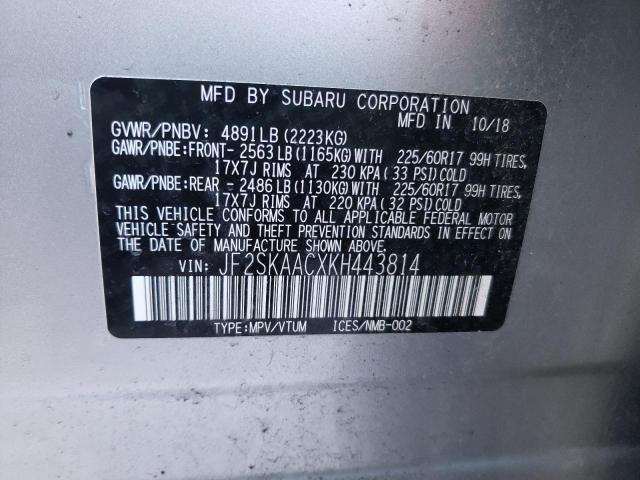 MFD BY SUBARU CORPORATION
MFD. IN 10/18
GVWR/PNBV: 4891LB(2223KG)
GAWR/PNBE:FRONT- 2563LB(1165KG)WITH 225/60R17 99H TIRES,
17X7J RIMS AT 230 KPA(33 PSI)COLD
GAWR/PNBE:REAR - 2486LB(1130KG)WITH 225/60R17 99H TIRES,
17X7J RIMS AT 220 KPA(32 PSI)COLD
THIS VEHICLE CONFORMS TO ALL APPLICABLE FEDERAL MOTOR
VEHICLE SAFETY AND THEFT PREVENTION STANDARDS IN EFFECT
ON THE DATE OF MANUFACTURE SHOWN ABOVE.
VIN: JF2SKAACXKH443814
TYPE:MPV/VTUM ICES/NMB-002